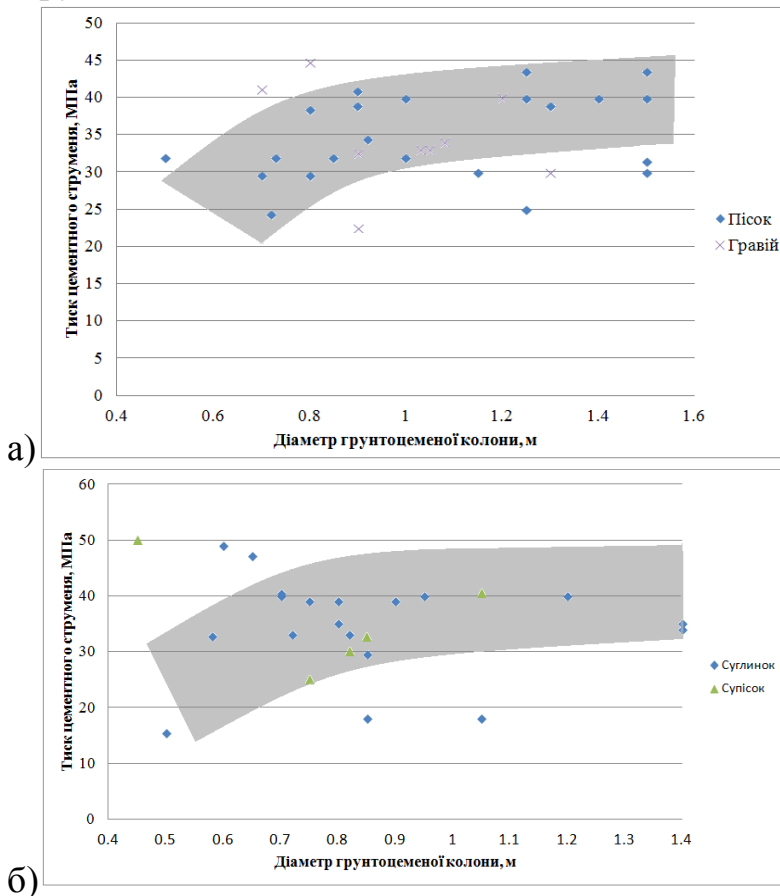 50
45
40
35
30
25
20
15
10
5
0
Тиск цементного струменя, МПа
0.4 0.6 0.8 1 1.2 1.4 1.6
Діаметр грунтоцеменої колони, м
Пісок
Гравій
а)
60
50
40
30
20
10
0
Тиск цементного струменя, МПа
0.4 0.5 0.6 0.7 0.8 0.9 1 1.1 1.2 1.3 1.4
Діаметр грунтоцеменої колони, м
Суглинок
Супісок
б)